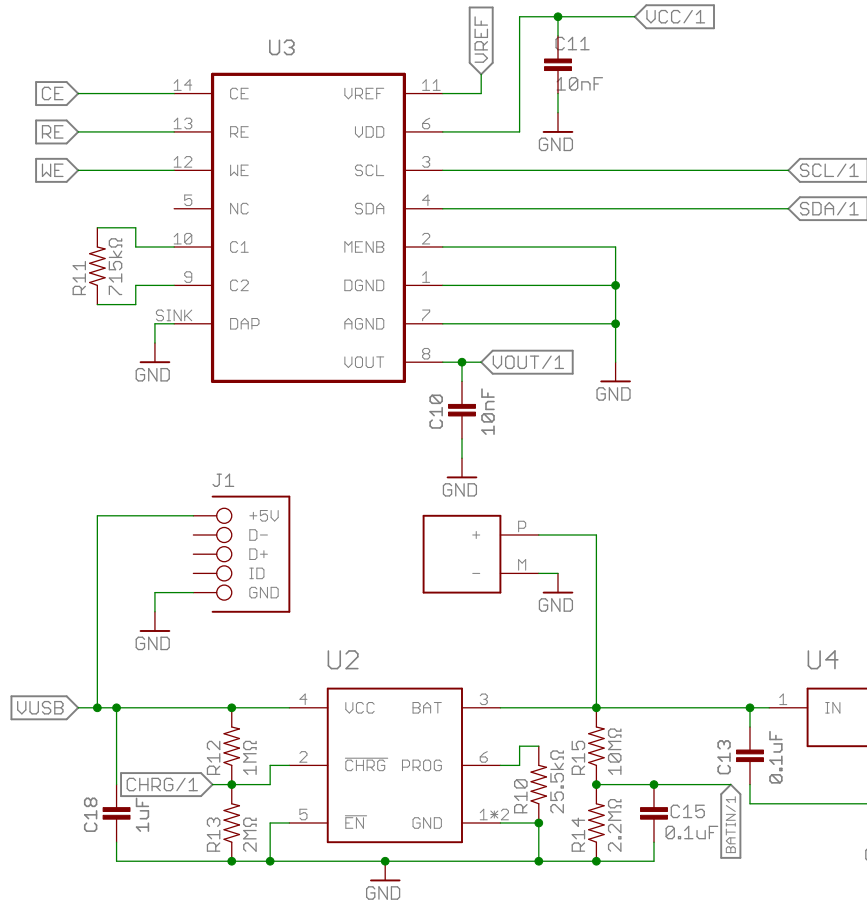 U3
VREF
C11
10nF
GND
VCC/1
CE
14
CE
VREF
11
RE
13
RE
VDD
6
WE
12
WE
SCL
3
SCL/1
5
NC
SDA
4
SDA/1
R11
715kΩ
10
C1
MENB
2
9
C2
DGND
1
SINK
DAP
AGND
7
GND
VOUT
8
VOUT/1
GND
C10
10nF
GND
J1
+5V
D-
D+
ID
GND
GND
+
P
-
M
GND
U2
U4
VUSB
4
VCC
BAT
3
1
IN
R12
1MΩ
2
CHRG
PROG
6
R10
25.5kΩ
R15
10MΩ
C13
0.1uF
CHRG/1
C18
1uF
R13
2MΩ
5
EN
GND
1*2
R14
2.2MΩ
C15
0.1uF
BATIN/1
GND